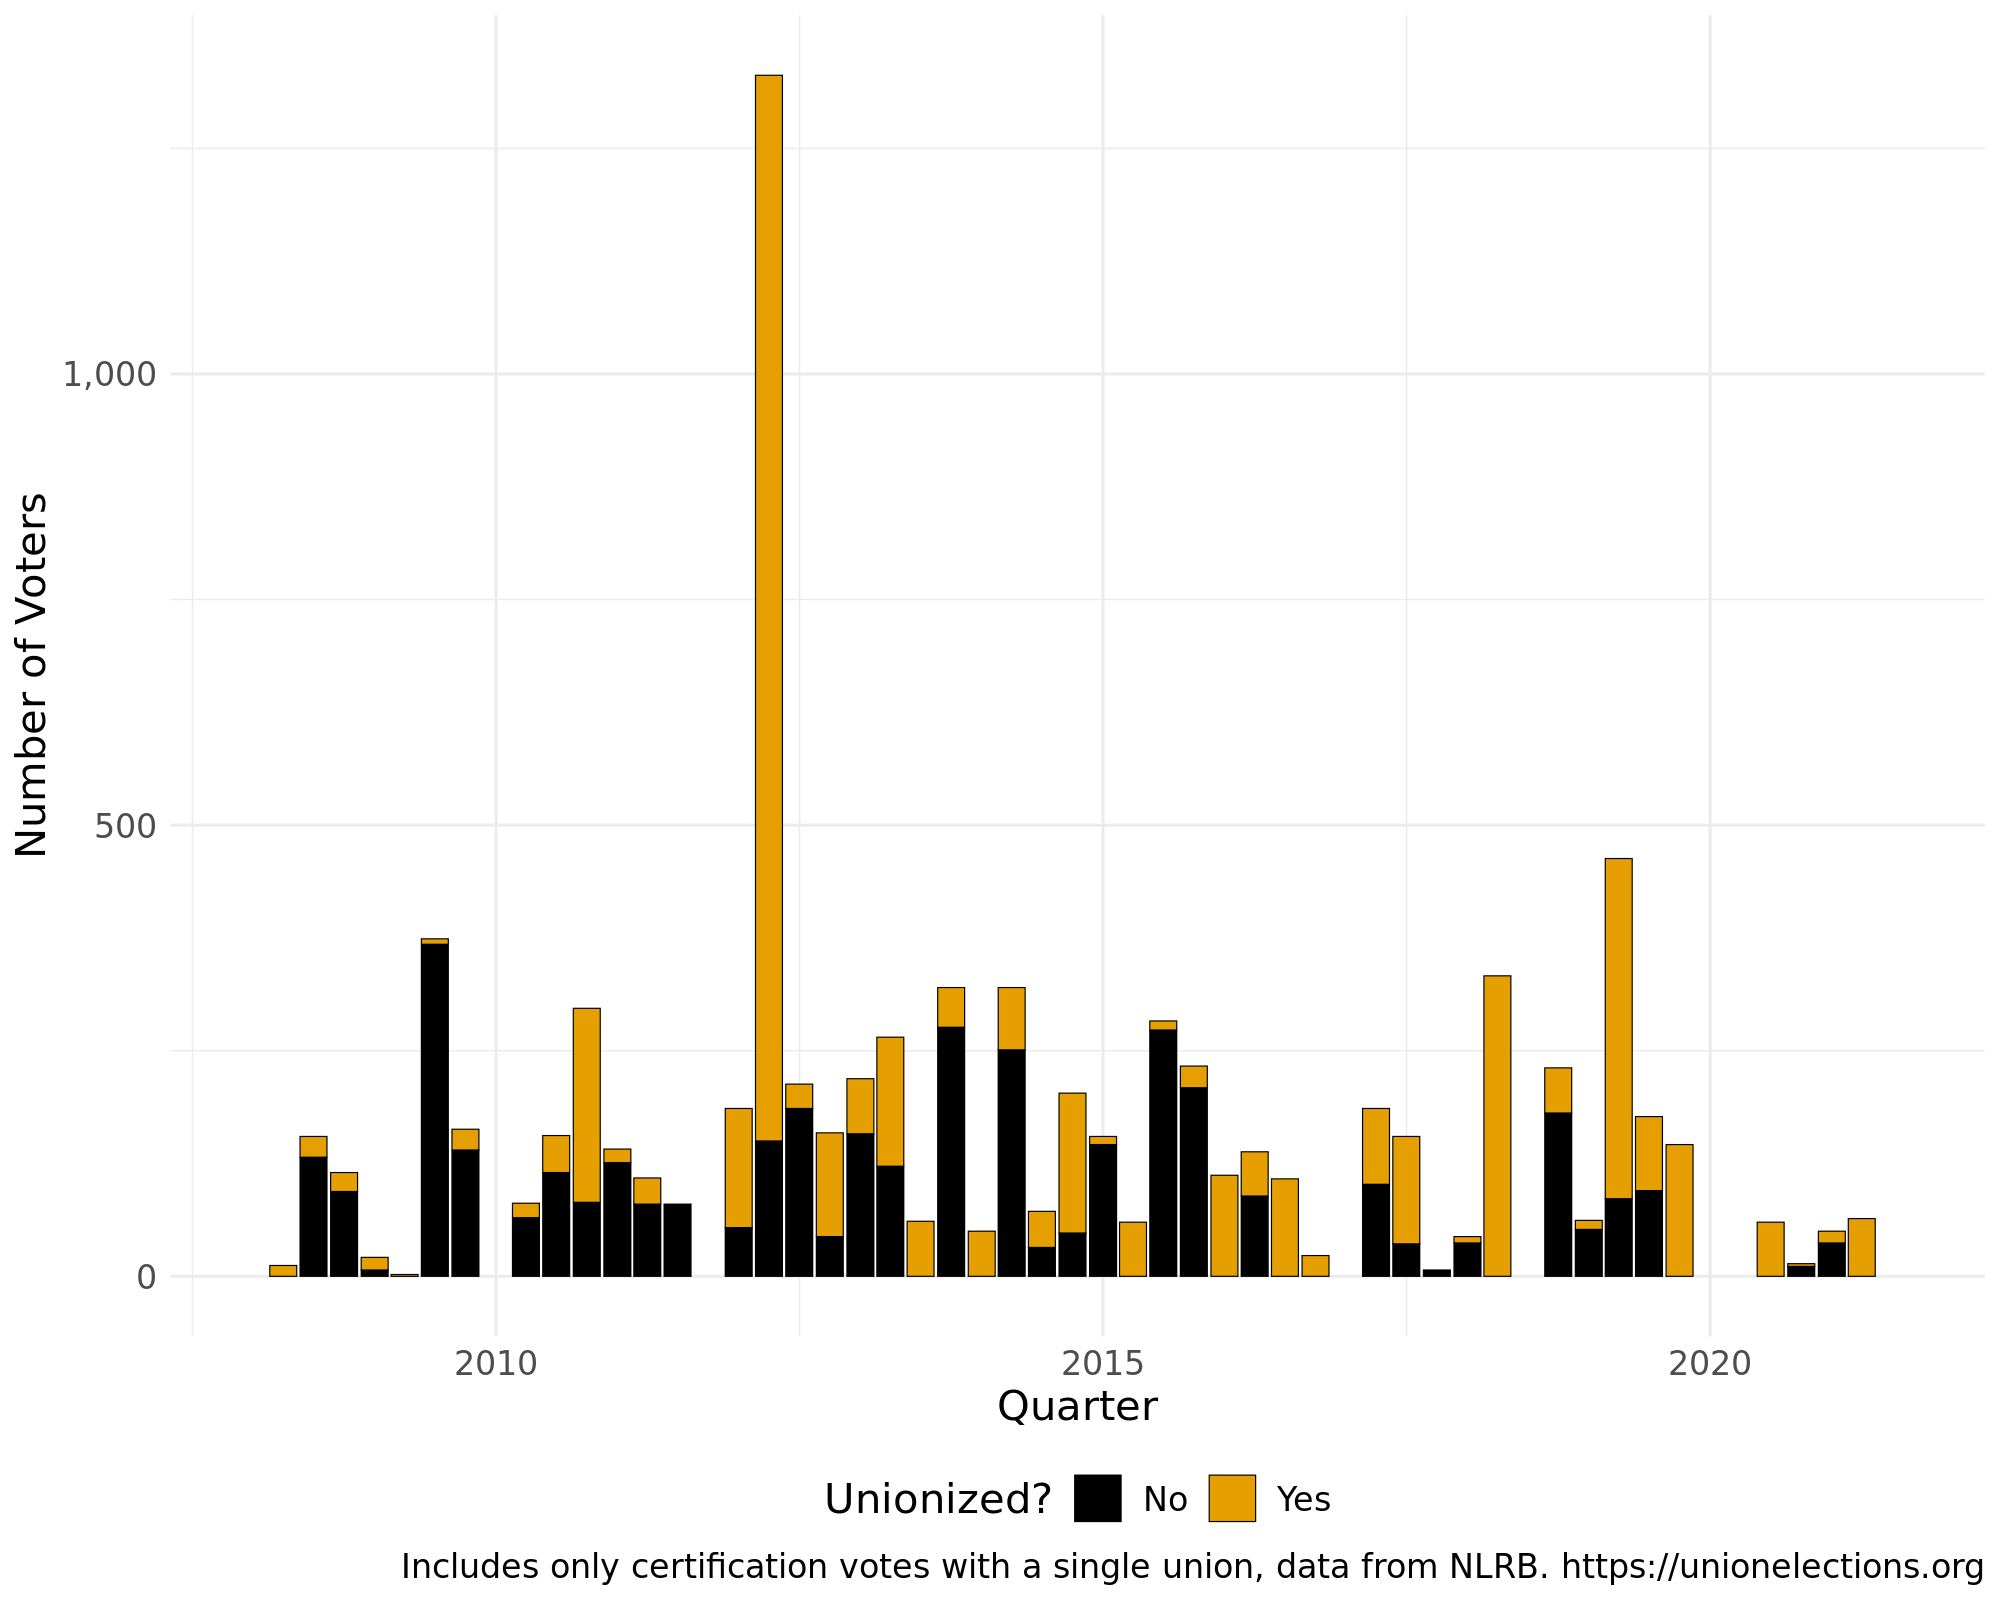 1,000
500
0
Number of Voters
2010 2015 2020
Quarter
Unionized? No Yes
Includes only certification votes with a single union, data from NLRB. https://unionelections.org